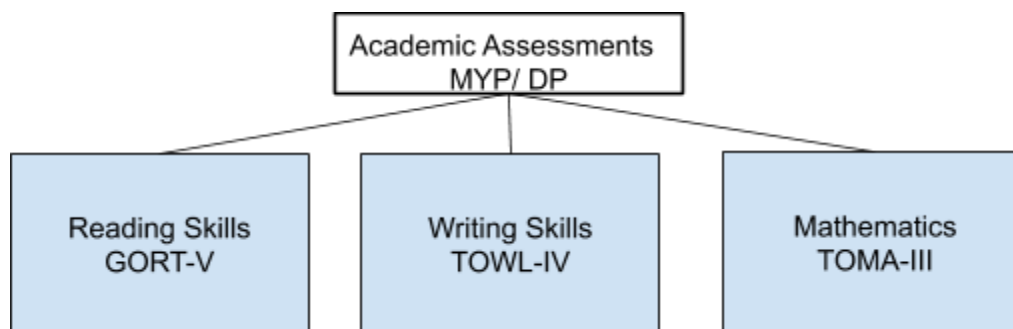 Academic Assessments
MYP/ DP
Reading Skills
GORT-V
Writing Skills
TOWL-IV
Mathematics
TOMA-III